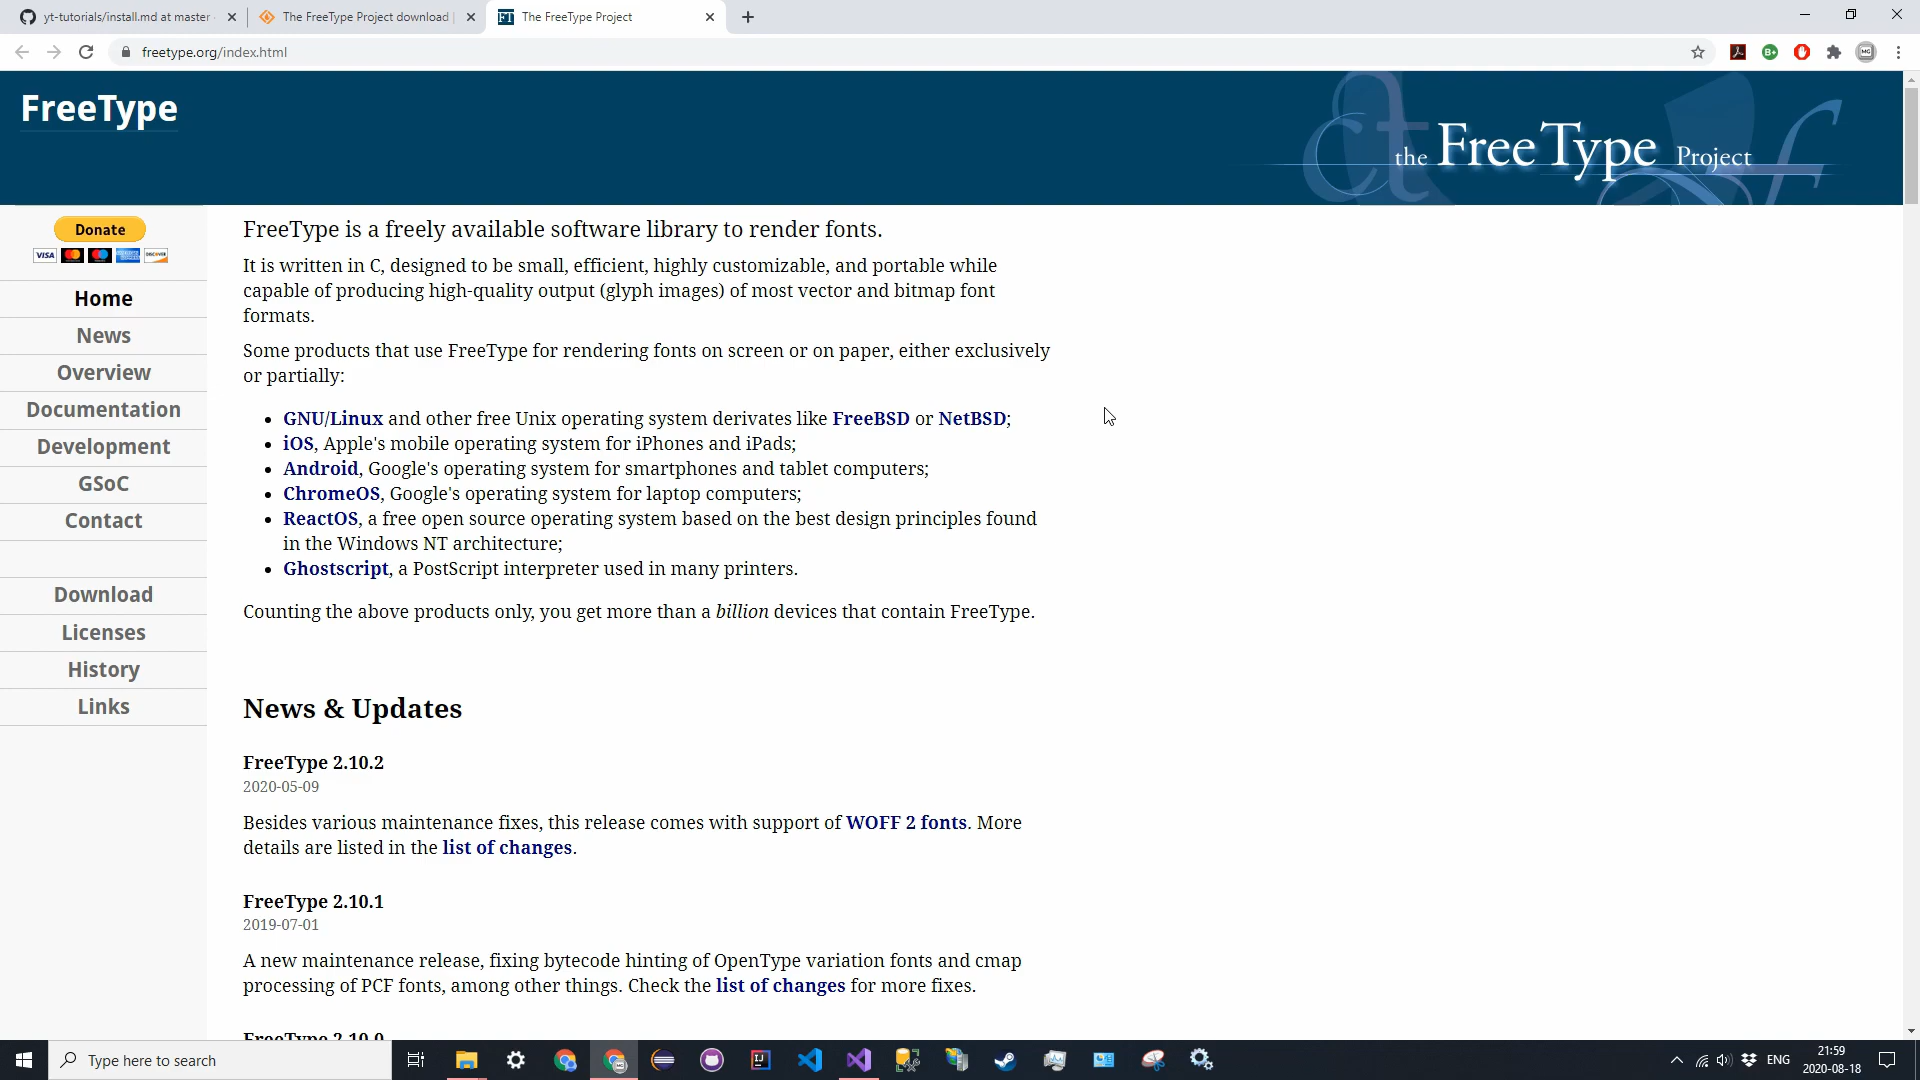 yt-tutorials/install.md at master
The FreeType Project download |
The FreeType Project
freetype.org/index.html
FreeType
the FreeType Project
Donate
VISA
DISCOVER
Home
News
Overview
Documentation
Development
GSoC
Contact
Download
Licenses
History
Links
FreeType is a freely available software library to render fonts.
It is written in C, designed to be small, efficient, highly customizable, and portable while
capable of producing high-quality output (glyph images) of most vector and bitmap font
formats.
Some products that use FreeType for rendering fonts on screen or on paper, either exclusively
or partially:
• GNU/Linux and other free Unix operating system derivates like FreeBSD or NetBSD;
• iOS, Apple's mobile operating system for iPhones and iPads;
• Android, Google's operating system for smartphones and tablet computers;
• ChromeOS, Google's operating system for laptop computers;
• ReactOS, a free open source operating system based on the best design principles found
in the Windows NT architecture;
• Ghostscript, a PostScript interpreter used in many printers.
Counting the above products only, you get more than a billion devices that contain FreeType.
News & Updates
FreeType 2.10.2
2020-05-09
Besides various maintenance fixes, this release comes with support of WOFF 2 fonts. More
details are listed in the list of changes.
FreeType 2.10.1
2019-07-01
A new maintenance release, fixing bytecode hinting of OpenType variation fonts and cmap
processing of PCF fonts, among other things. Check the list of changes for more fixes.
FreeType 2.10.0
Type here to search
ENG
21:59
2020-08-18